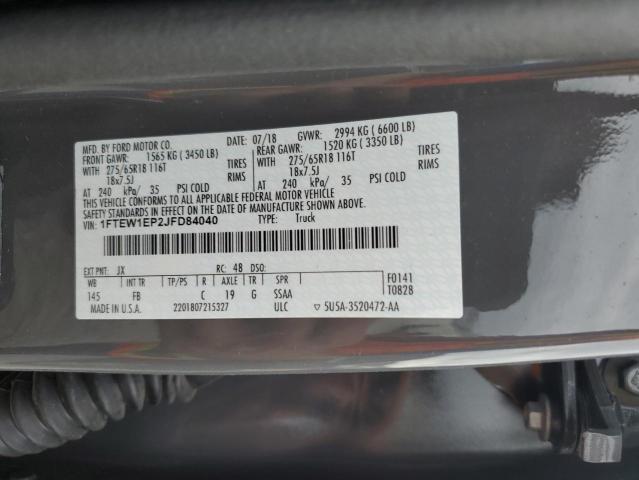 MFD. BY FORD MOTOR CO. DATE: 07/18 GVWR: 2994 KG ( 6600 LB)
FRONT GAWR: 1565 KG ( 3450 LB) REAR GAWR: 1520 KG ( 3350 LB)
WITH 275/65R18 116T TIRES WITH 275/65R18 116T TIRES
18x7.5J RIMS 18x7.5J RIMS
AT 240 kPa/ 35 PSI COLD AT 240 kPa/ 35 PSI COLD
THIS VEHICLE CONFORMS TO ALL APPLICABLE FEDERAL MOTOR VEHICLE
SAFETY STANDARDS IN EFFECT ON THE DATE OF MANUFACTURE SHOWN ABOVE.
VIN: 1FTEW1EP2JFD84040 TYPE: Truck
EXT PNT: JX RC: 48 DSO:
WB INT TR TP/PS R AXLE TR SPR F0141
145 FB C 19 G SSAA T0828
MADE IN U.S.A. 2201807215327 ULC ▽ 5U5A-3520472-AA